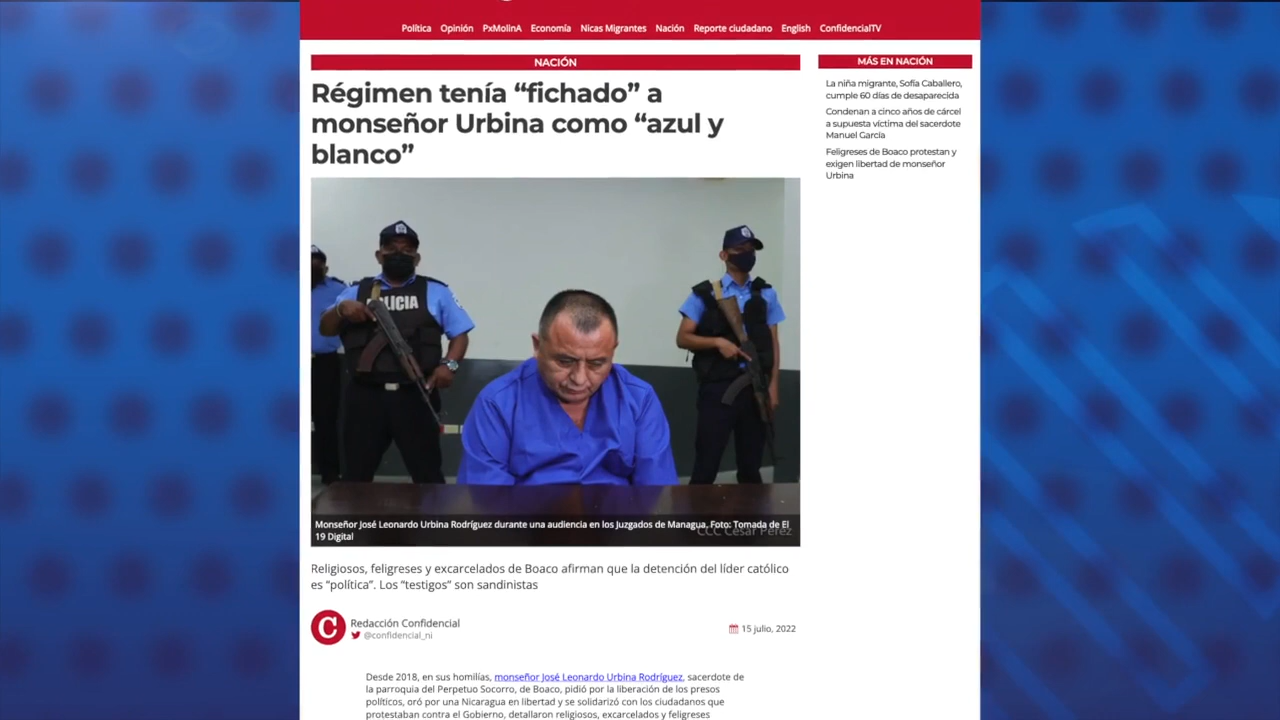 Política Opinión PxMolinA Economía Nicas Migrantes Nación Reporte ciudadano English ConfidencialTV
NACIÓN
Régimen tenía “fichado” a
monseñor Urbina como “azul y
blanco”
POLICIA
Monseñor José Leonardo Urbina Rodríguez durante una audiencia en los Juzgados de Managua. Foto: Tomada de El
19 Digital
CCC César Pérez
Religiosos, feligreses y excarcelados de Boaco afirman que la detención del líder católico
es “política”. Los “testigos” son sandinistas
C
Redacción Confidencial
@confidencial_ni
15 julio, 2022
Desde 2018, en sus homilías, monseñor José Leonardo Urbina Rodríguez, sacerdote de
la parroquia del Perpetuo Socorro, de Boaco, pidió por la liberación de los presos
políticos, oró por una Nicaragua en libertad y se solidarizó con los ciudadanos que
protestaban contra el Gobierno, detallaron religiosos, excarcelados y feligreses
MÁS EN NACIÓN
La niña migrante, Sofía Caballero,
cumple 60 días de desaparecida
Condenan a cinco años de cárcel
a supuesta víctima del sacerdote
Manuel García
Feligreses de Boaco protestan y
exigen libertad de monseñor
Urbina